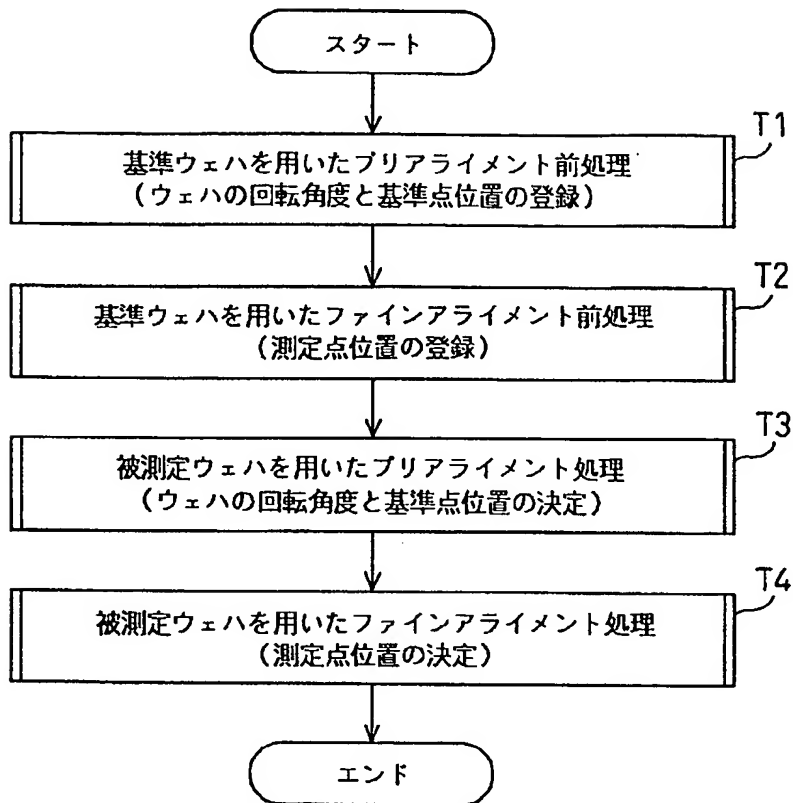 スタート
T1
基準ウェハを用いたプリアライメント前処理
(ウェハの回転角度と基準点位置の登録)
T2
基準ウェハを用いたファインアライメント前処理
(測定点位置の登録)
T3
被測定ウェハを用いたプリアライメント処理
(ウェハの回転角度と基準点位置の決定)
T4
被測定ウェハを用いたファインアライメント処理
(測定点位置の決定)
エンド